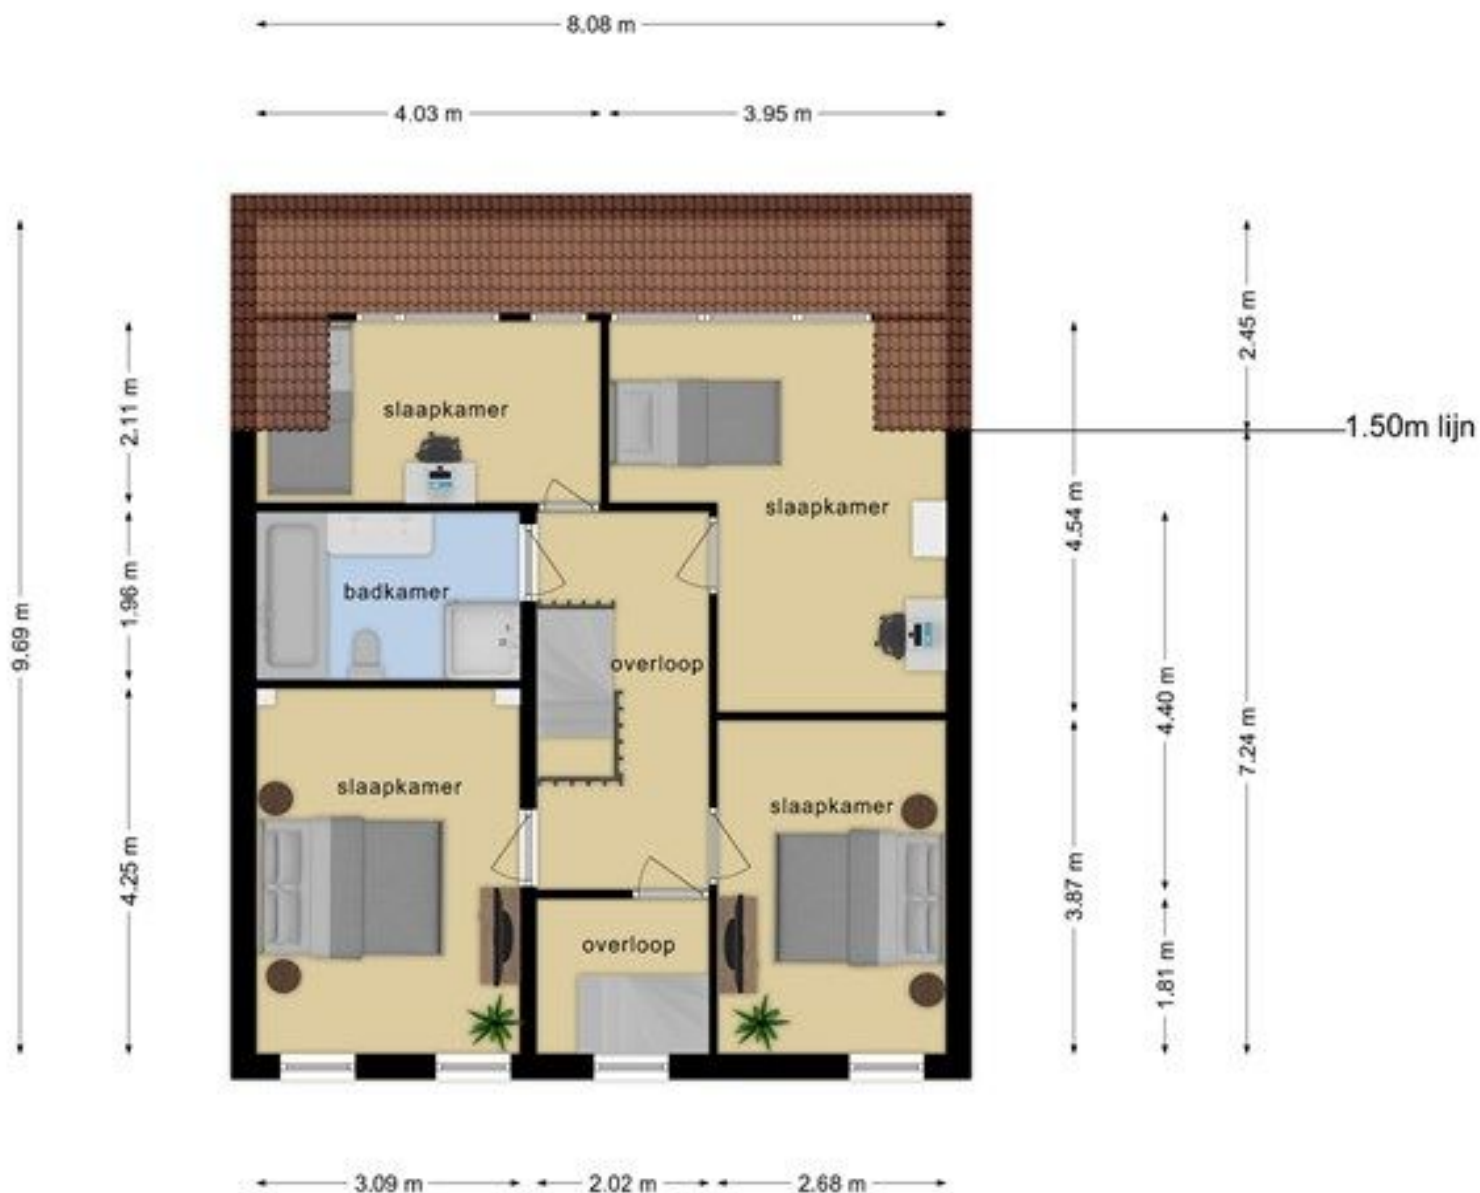 8.08 m
4.03 m
3.95 m
2.45 m
2.11 m
slaapkamer
1.50m lijn
4.54 m
slaapkamer
1.96 m
badkamer
9.69 m
overloop
4.40 m
7.24 m
slaapkamer
slaapkamer
4.25 m
3.87 m
overloop
1.81 m
3.09 m
2.02 m
2.68 m